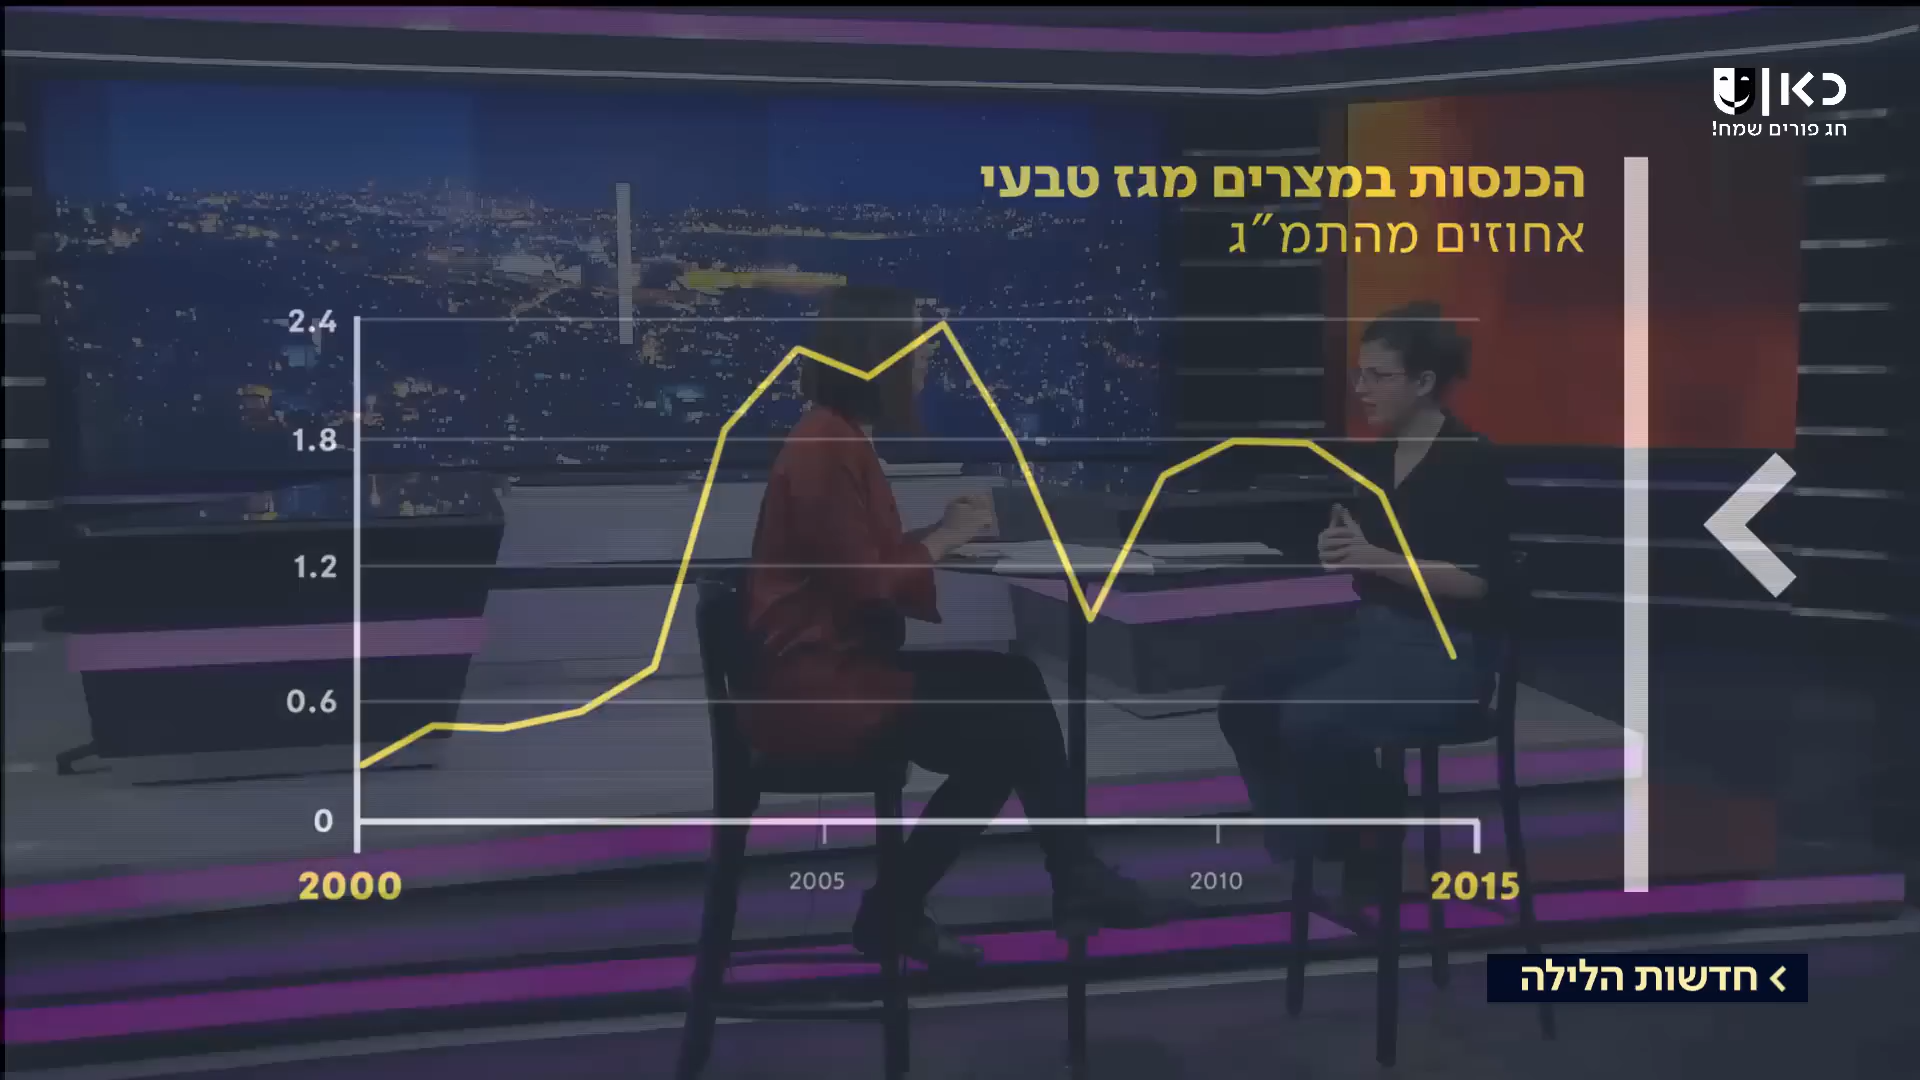 כאן
חג פורים שמח!
הכנסות במצרים מגז טבעי
אחוזים מהתמ"ג
2.4
1.8
1.2
0.6
0
2000 2005 2010 2015
חדשות הלילה